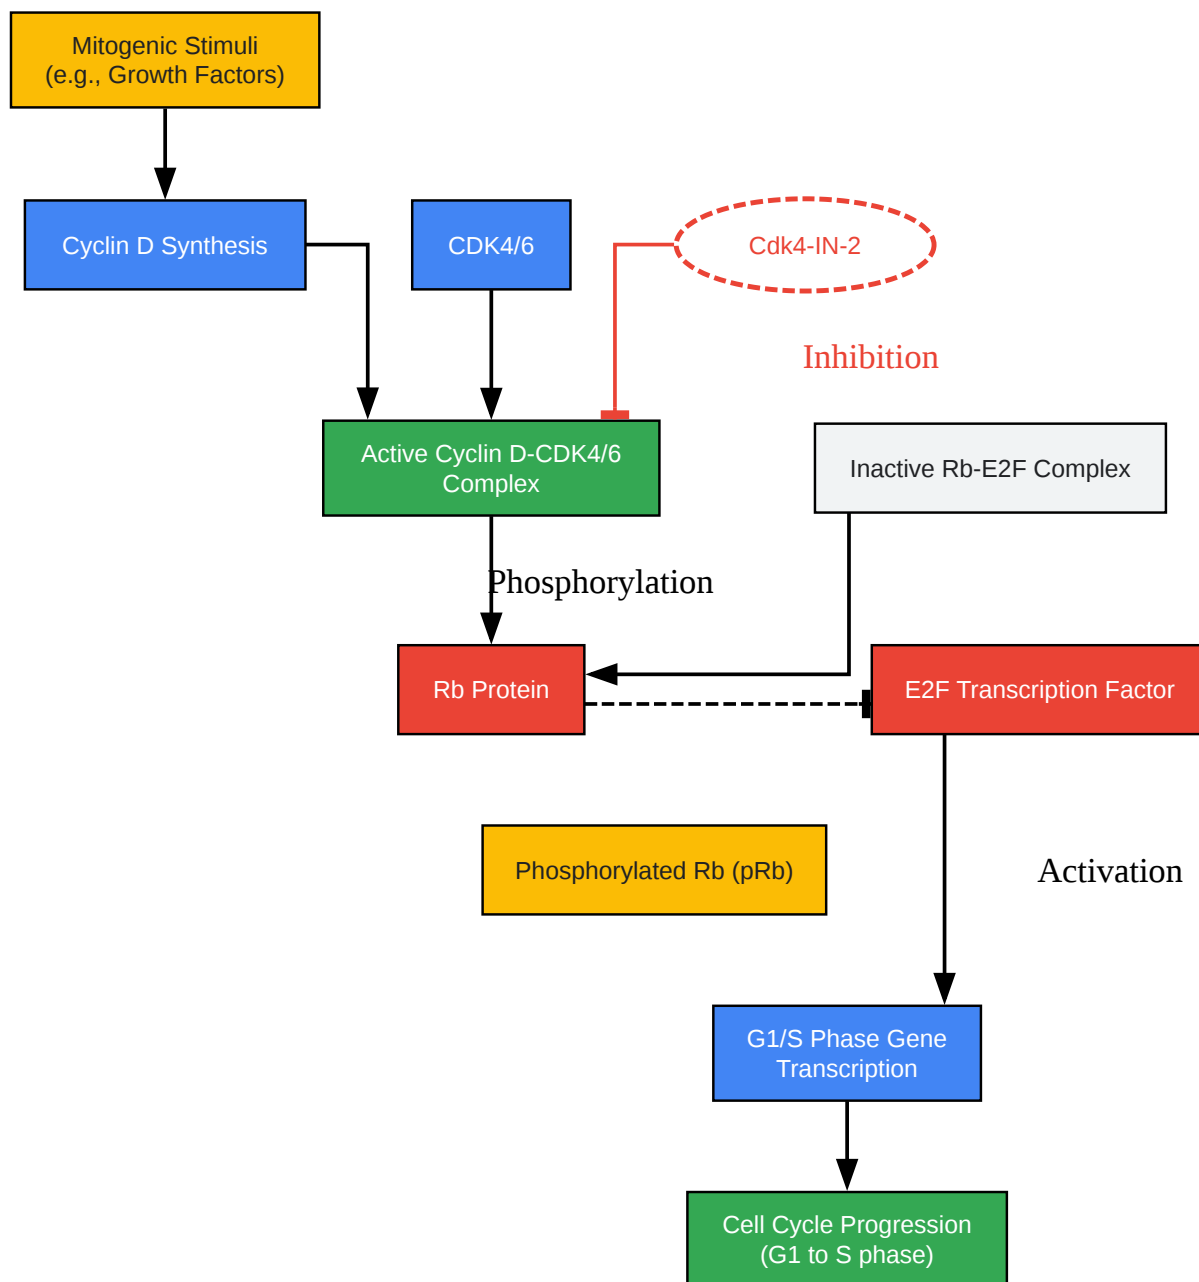 Mitogenic Stimuli
(e.g., Growth Factors)
Cyclin D Synthesis
CDK4/6
Cdk4-IN-2
Inhibition
Active Cyclin D-CDK4/6
Complex
Inactive Rb-E2F Complex
Phosphorylation
Rb Protein
E2F Transcription Factor
Phosphorylated Rb (pRb)
Activation
G1/S Phase Gene
Transcription
Cell Cycle Progression
(G1 to S phase)